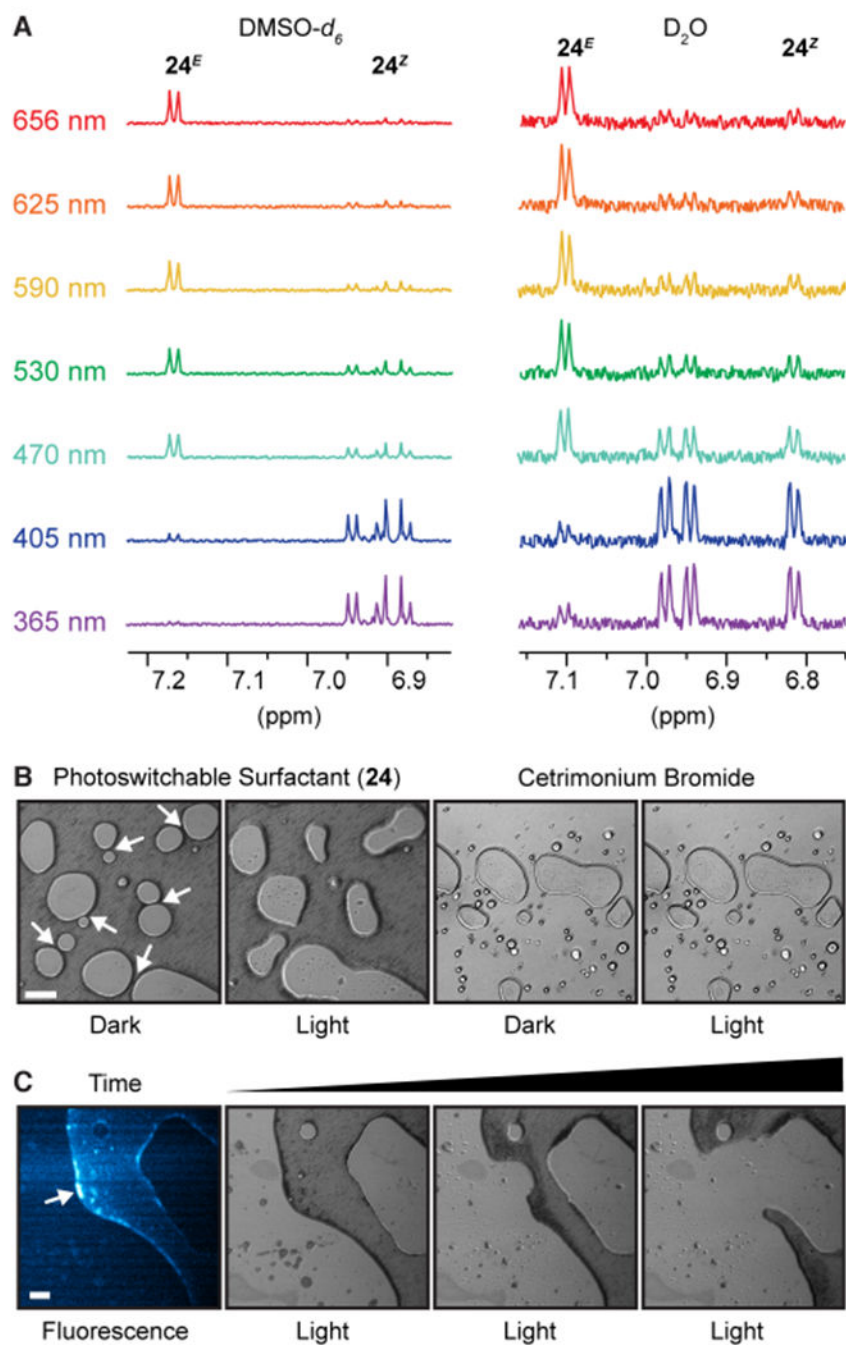 A
DMSO-d6
D2O
24E
24Z
24E
24Z
656 nm
625 nm
590 nm
530 nm
470 nm
405 nm
365 nm
7.2 7.1 7.0 6.9
7.1 7.0 6.9 6.8
(ppm)
(ppm)
B
Photoswitchable Surfactant (24)
Cetrimonium Bromide
Dark
Light
Dark
Light
C
Time
Fluorescence
Light
Light
Light